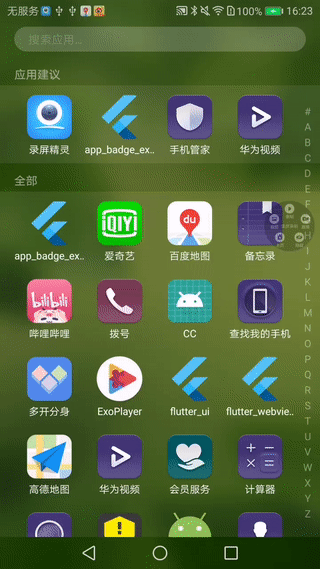 无服务 100% 16:23
搜索应用...
应用建议
录屏精灵 app_badge_ex.. 手机管家 华为视频
全部
app_badge_ex.. 爱奇艺 百度地图 备忘录
iQIYI du
bilibili
哔哩哔哩 拨号 CC 查找我的手机
多开分身 ExoPlayer flutter_ui flutter_webvie..
高德地图 华为视频 会员服务 计算器
#
A
B
C
D
E
F
H
J
K
L
M
N
O
P
Q
R
S
T
U
V
W
X
Y
Z